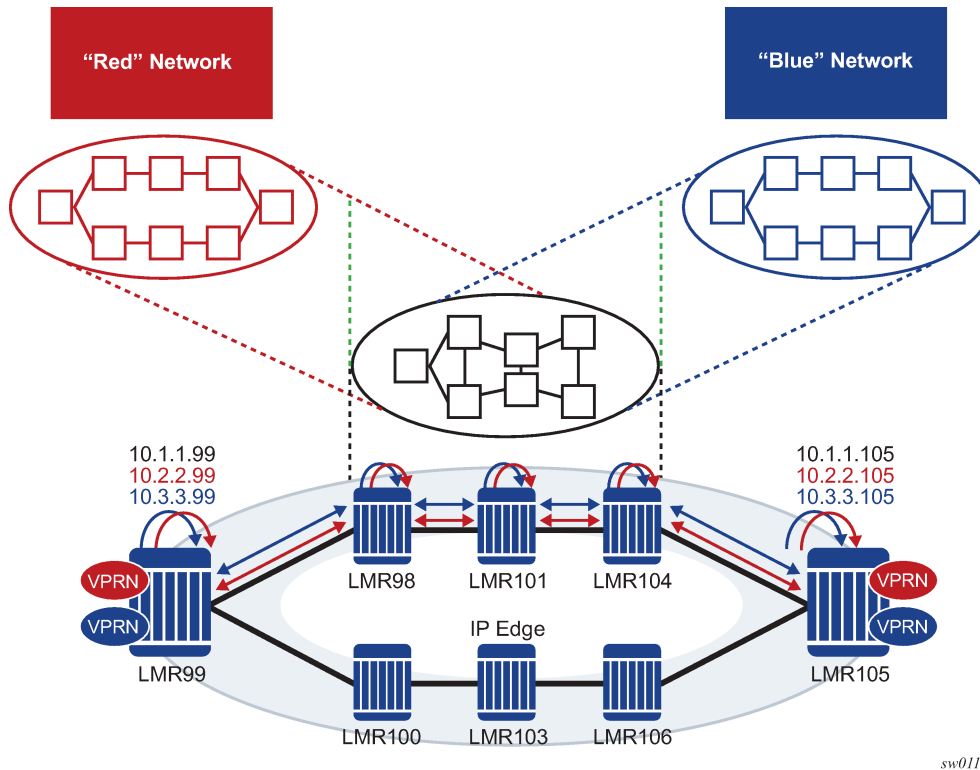 “Red” Network
“Blue” Network
10.1.1.99
10.2.2.99
10.3.3.99
10.1.1.105
10.2.2.105
10.3.3.105
LMR98
LMR101
LMR104
VPRN
VPRN
VPRN
VPRN
IP Edge
LMR99
LMR105
LMR100
LMR103
LMR106
sw011